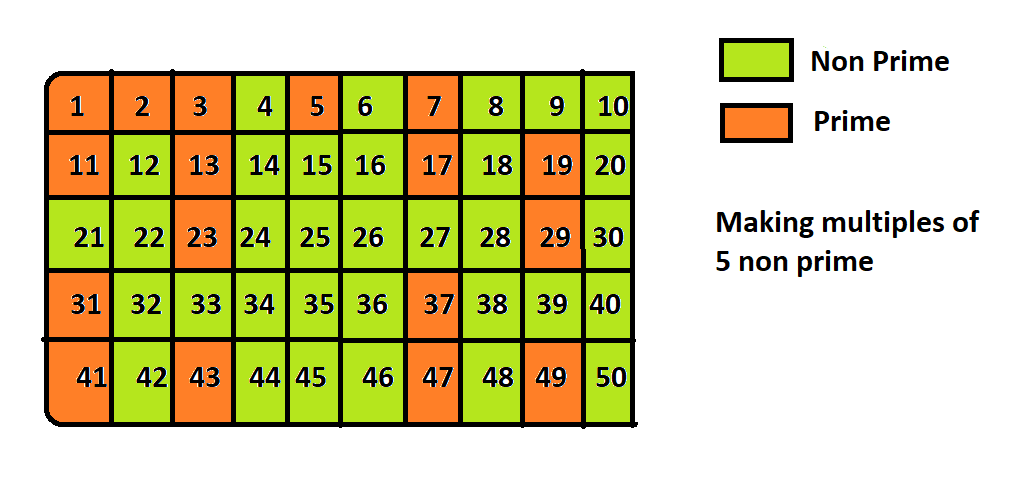 1 2 3 4 5 6 7 8 9 10
11 12 13 14 15 16 17 18 19 20
21 22 23 24 25 26 27 28 29 30
31 32 33 34 35 36 37 38 39 40
41 42 43 44 45 46 47 48 49 50
Non Prime
Prime
Making multiples of
5 non prime